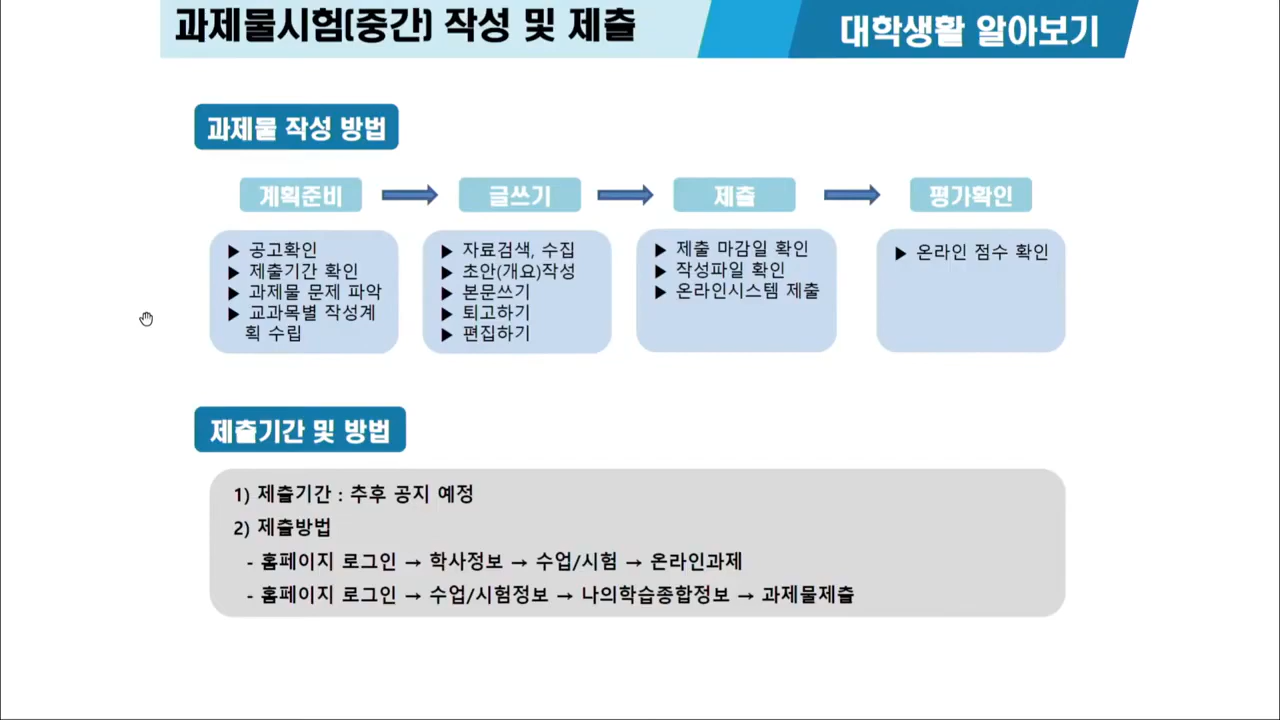 과제물시험(중간) 작성 및 제출
대학생활 알아보기
과제물 작성 방법
계획준비
▶ 공고확인
▶ 제출기간 확인
▶ 과제물 문제 파악
▶ 교과목별 작성계
획 수립
글쓰기
▶ 자료검색, 수집
▶ 초안(개요)작성
▶ 본문쓰기
▶ 퇴고하기
▶ 편집하기
제출
▶ 제출 마감일 확인
▶ 작성파일 확인
▶ 온라인시스템 제출
평가확인
▶ 온라인 점수 확인
제출기간 및 방법
1) 제출기간 : 추후 공지 예정
2) 제출방법
- 홈페이지 로그인 → 학사정보 → 수업/시험 → 온라인과제
- 홈페이지 로그인 → 수업/시험정보 → 나의학습종합정보 → 과제물제출